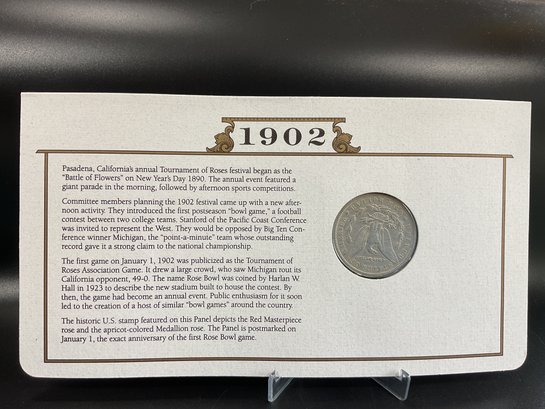 1902
Pasadena, California's annual Tournament of Roses festival began as the
"Battle of Flowers" on New Year's Day 1890. The annual event featured a
giant parade in the morning, followed by afternoon sports competitions.
Committee members planning the 1902 festival came up with a new after-
noon activity. They introduced the first postseason "bowl game," a football
contest between two college teams. Stanford of the Pacific Coast Conference
was invited to represent the West. They would be opposed by Big Ten Con-
ference winner Michigan, the "point-a-minute" team whose outstanding
record gave it a strong claim to the national championship.
The first game on January 1, 1902 was publicized as the Tournament of
Roses Association Game. It drew a large crowd, who saw Michigan rout its
California opponent, 49-0. The name Rose Bowl was coined by Harlan W.
Hall in 1923 to describe the new stadium built to house the contest. By
then, the game had become an annual event. Public enthusiasm for it soon
led to the creation of a host of similar "bowl games" around the country.
The historic U.S. stamp featured on this Panel depicts the Red Masterpiece
rose and the apricot-colored Medallion rose. The Panel is postmarked on
January 1, the exact anniversary of the first Rose Bowl game.